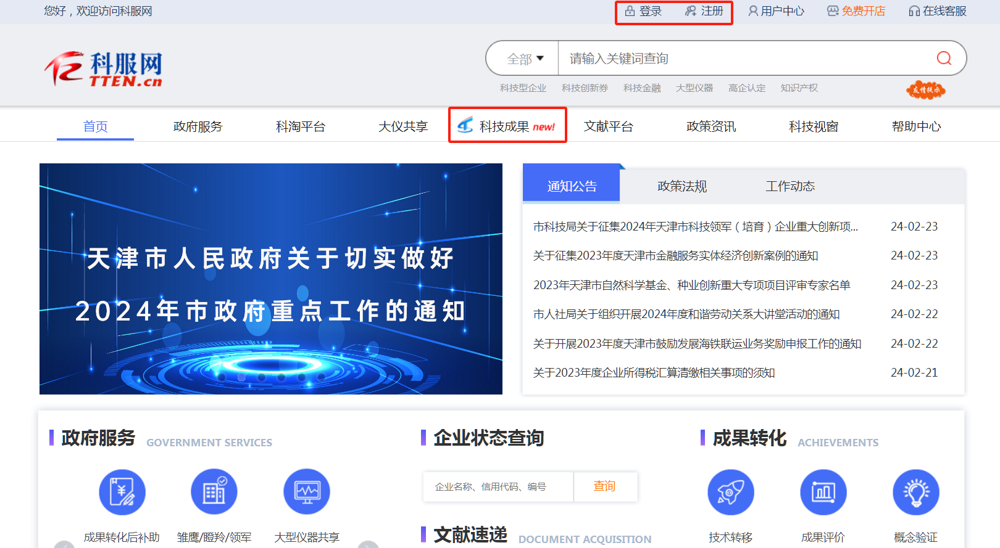 您好，欢迎访问科服网
登录 注册 用户中心 免费开店 在线客服
科服网
TTEN.cn
全部 请输入关键词查询
科技型企业 科技创新券 科技金融 大型仪器 高企认定 知识产权
友情提示
首页 政府服务 科淘平台 大仪共享 科技成果 new! 文献平台 政策资讯 科技视窗 帮助中心
天津市人民政府关于切实做好
2024年市政府重点工作的通知
通知公告 政策法规 工作动态
市科技局关于征集2024年天津市科技领军（培育）企业重大创新项... 24-02-23
关于征集2023年度天津市金融服务实体经济创新案例的通知 24-02-23
2023年天津市自然科学基金、种业创新重大专项项目评审专家名单 24-02-23
市人社局关于组织开展2024年度和谐劳动关系大讲堂活动的通知 24-02-22
关于开展2023年度天津市鼓励发展海铁联运业务奖励申报工作的通知 24-02-22
关于2023年度企业所得税汇算清缴相关事项的须知 24-02-21
政府服务 GOVERNMENT SERVICES
成果转化后补助 雏鹰/瞪羚/领军 大型仪器共享
企业状态查询
企业名称、信用代码、编号 查询
文献速递 DOCUMENT ACQUISITION
成果转化 ACHIEVEMENTS
技术转移 成果评价 概念验证